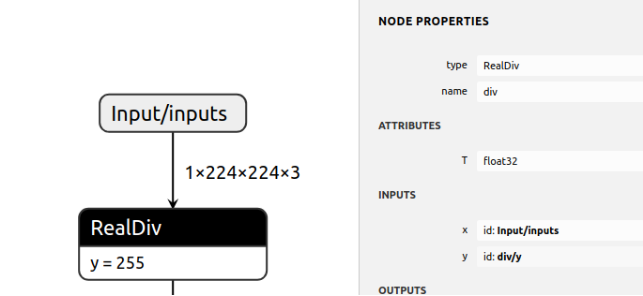 Input/inputs
1×224×224×3
RealDiv
y = 255
NODE PROPERTIES
type RealDiv
name div
ATTRIBUTES
T float32
INPUTS
x id: Input/inputs
y id: div/y
OUTPUTS